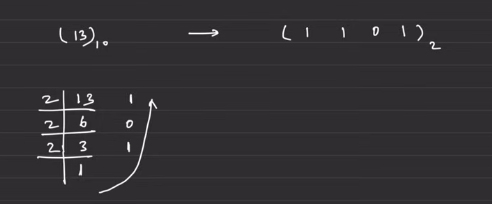 (13)₁₀ → (1 1 0 1)₂
2 | 13 1
2 | 6 0
2 | 3 1
| 1